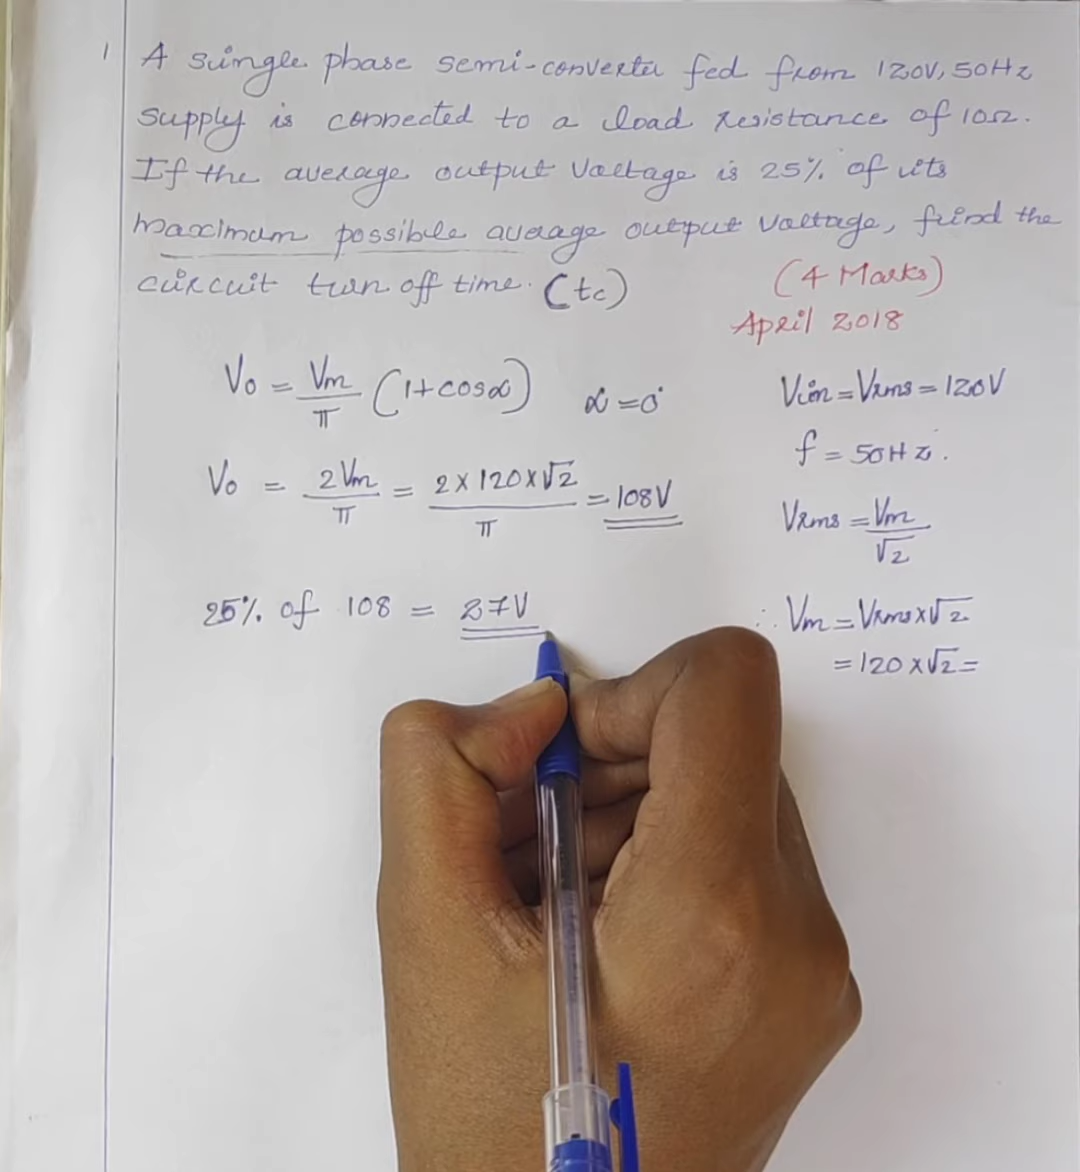 1 A single phase semi-converter fed from 120V, 50Hz
supply is connected to a load resistance of 10Ω.
If the average output voltage is 25% of its
maximum possible average output voltage, find the
circuit turn off time. (tc)
(4 Marks)
April 2018
Vo = Vm/π (1+cosα) α=0°
Vin = Vrms = 120V
f = 50Hz.
Vo = 2Vm/π = 2×120×√2/π = 108V
Vrms = Vm/√2
25% of 108 = 27V
∴ Vm = Vrms×√2
= 120×√2=